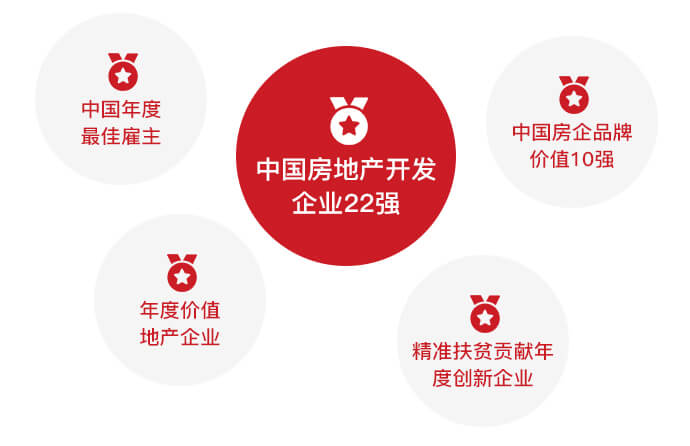 中国年度
最佳雇主
中国房地产开发
企业22强
中国房企品牌
价值10强
年度价值
地产企业
精准扶贫贡献年
度创新企业